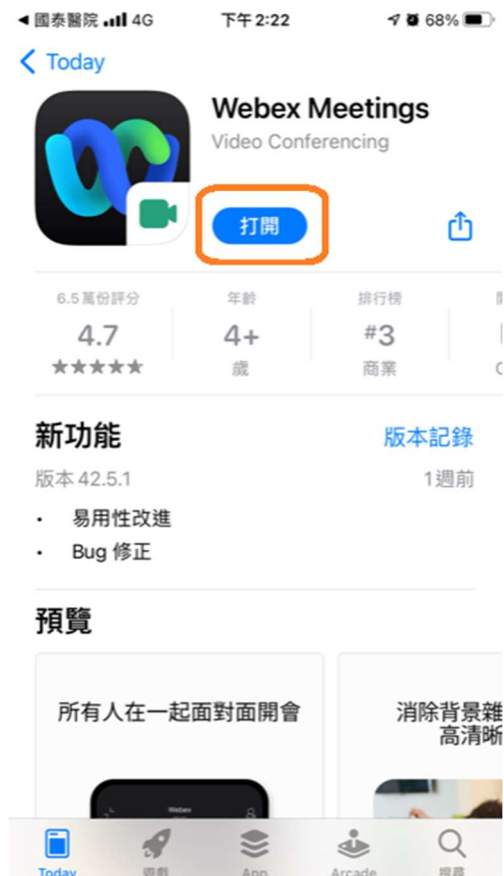 ◀ 國泰醫院 4G 下午 2:22 68%
Today
Webex Meetings
Video Conferencing
打開
6.5萬份評分 年齡 排行榜
4.7 4+ #3
★★★★★ 歲 商業
新功能 版本記錄
版本 42.5.1 1週前
• 易用性改進
• Bug 修正
預覽
所有人在一起面對面開會 消除背景雜
高清晰
Webex
Today 遊戲 App Arcade 搜尋